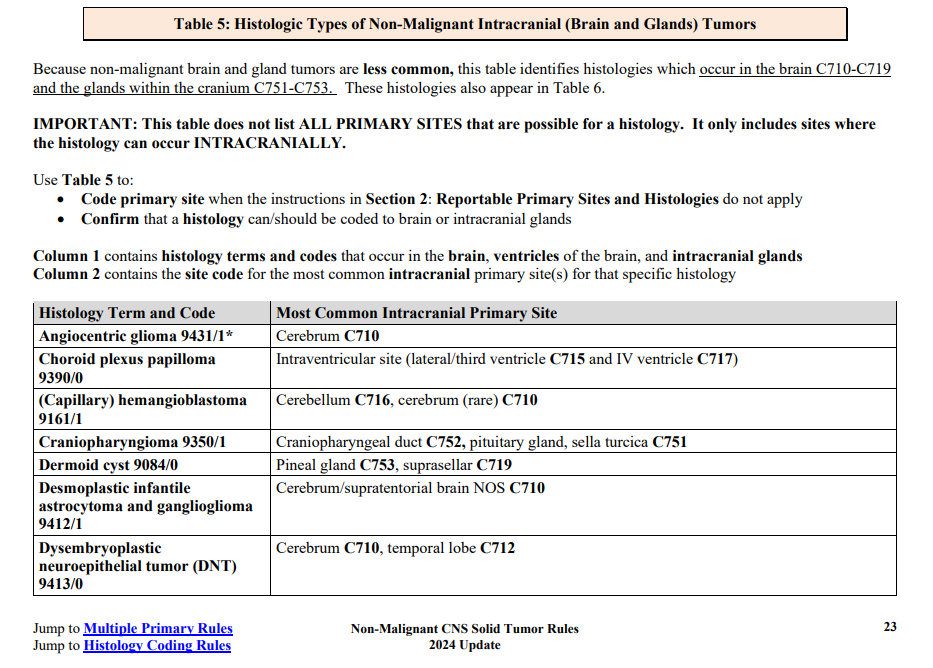 Table 5: Histologic Types of Non-Malignant Intracranial (Brain and Glands) Tumors
Because non-malignant brain and gland tumors are less common, this table identifies histologies which occur in the brain C710-C719
and the glands within the cranium C751-C753. These histologies also appear in Table 6.
IMPORTANT: This table does not list ALL PRIMARY SITES that are possible for a histology. It only includes sites where
the histology can occur INTRACRANIALLY.
Use Table 5 to:
• Code primary site when the instructions in Section 2: Reportable Primary Sites and Histologies do not apply
• Confirm that a histology can/should be coded to brain or intracranial glands
Column 1 contains histology terms and codes that occur in the brain, ventricles of the brain, and intracranial glands
Column 2 contains the site code for the most common intracranial primary site(s) for that specific histology
Histology Term and Code
Most Common Intracranial Primary Site
Angiocentric glioma 9431/1*
Cerebrum C710
Choroid plexus papilloma
9390/0
Intraventricular site (lateral/third ventricle C715 and IV ventricle C717)
(Capillary) hemangioblastoma
9161/1
Cerebellum C716, cerebrum (rare) C710
Craniopharyngioma 9350/1
Craniopharyngeal duct C752, pituitary gland, sella turcica C751
Dermoid cyst 9084/0
Pineal gland C753, suprasellar C719
Desmoplastic infantile
astrocytoma and ganglioglioma
9412/1
Cerebrum/supratentorial brain NOS C710
Dysembryoplastic
neuroepithelial tumor (DNT)
9413/0
Cerebrum C710, temporal lobe C712
Jump to Multiple Primary Rules
Jump to Histology Coding Rules
Non-Malignant CNS Solid Tumor Rules
2024 Update
23